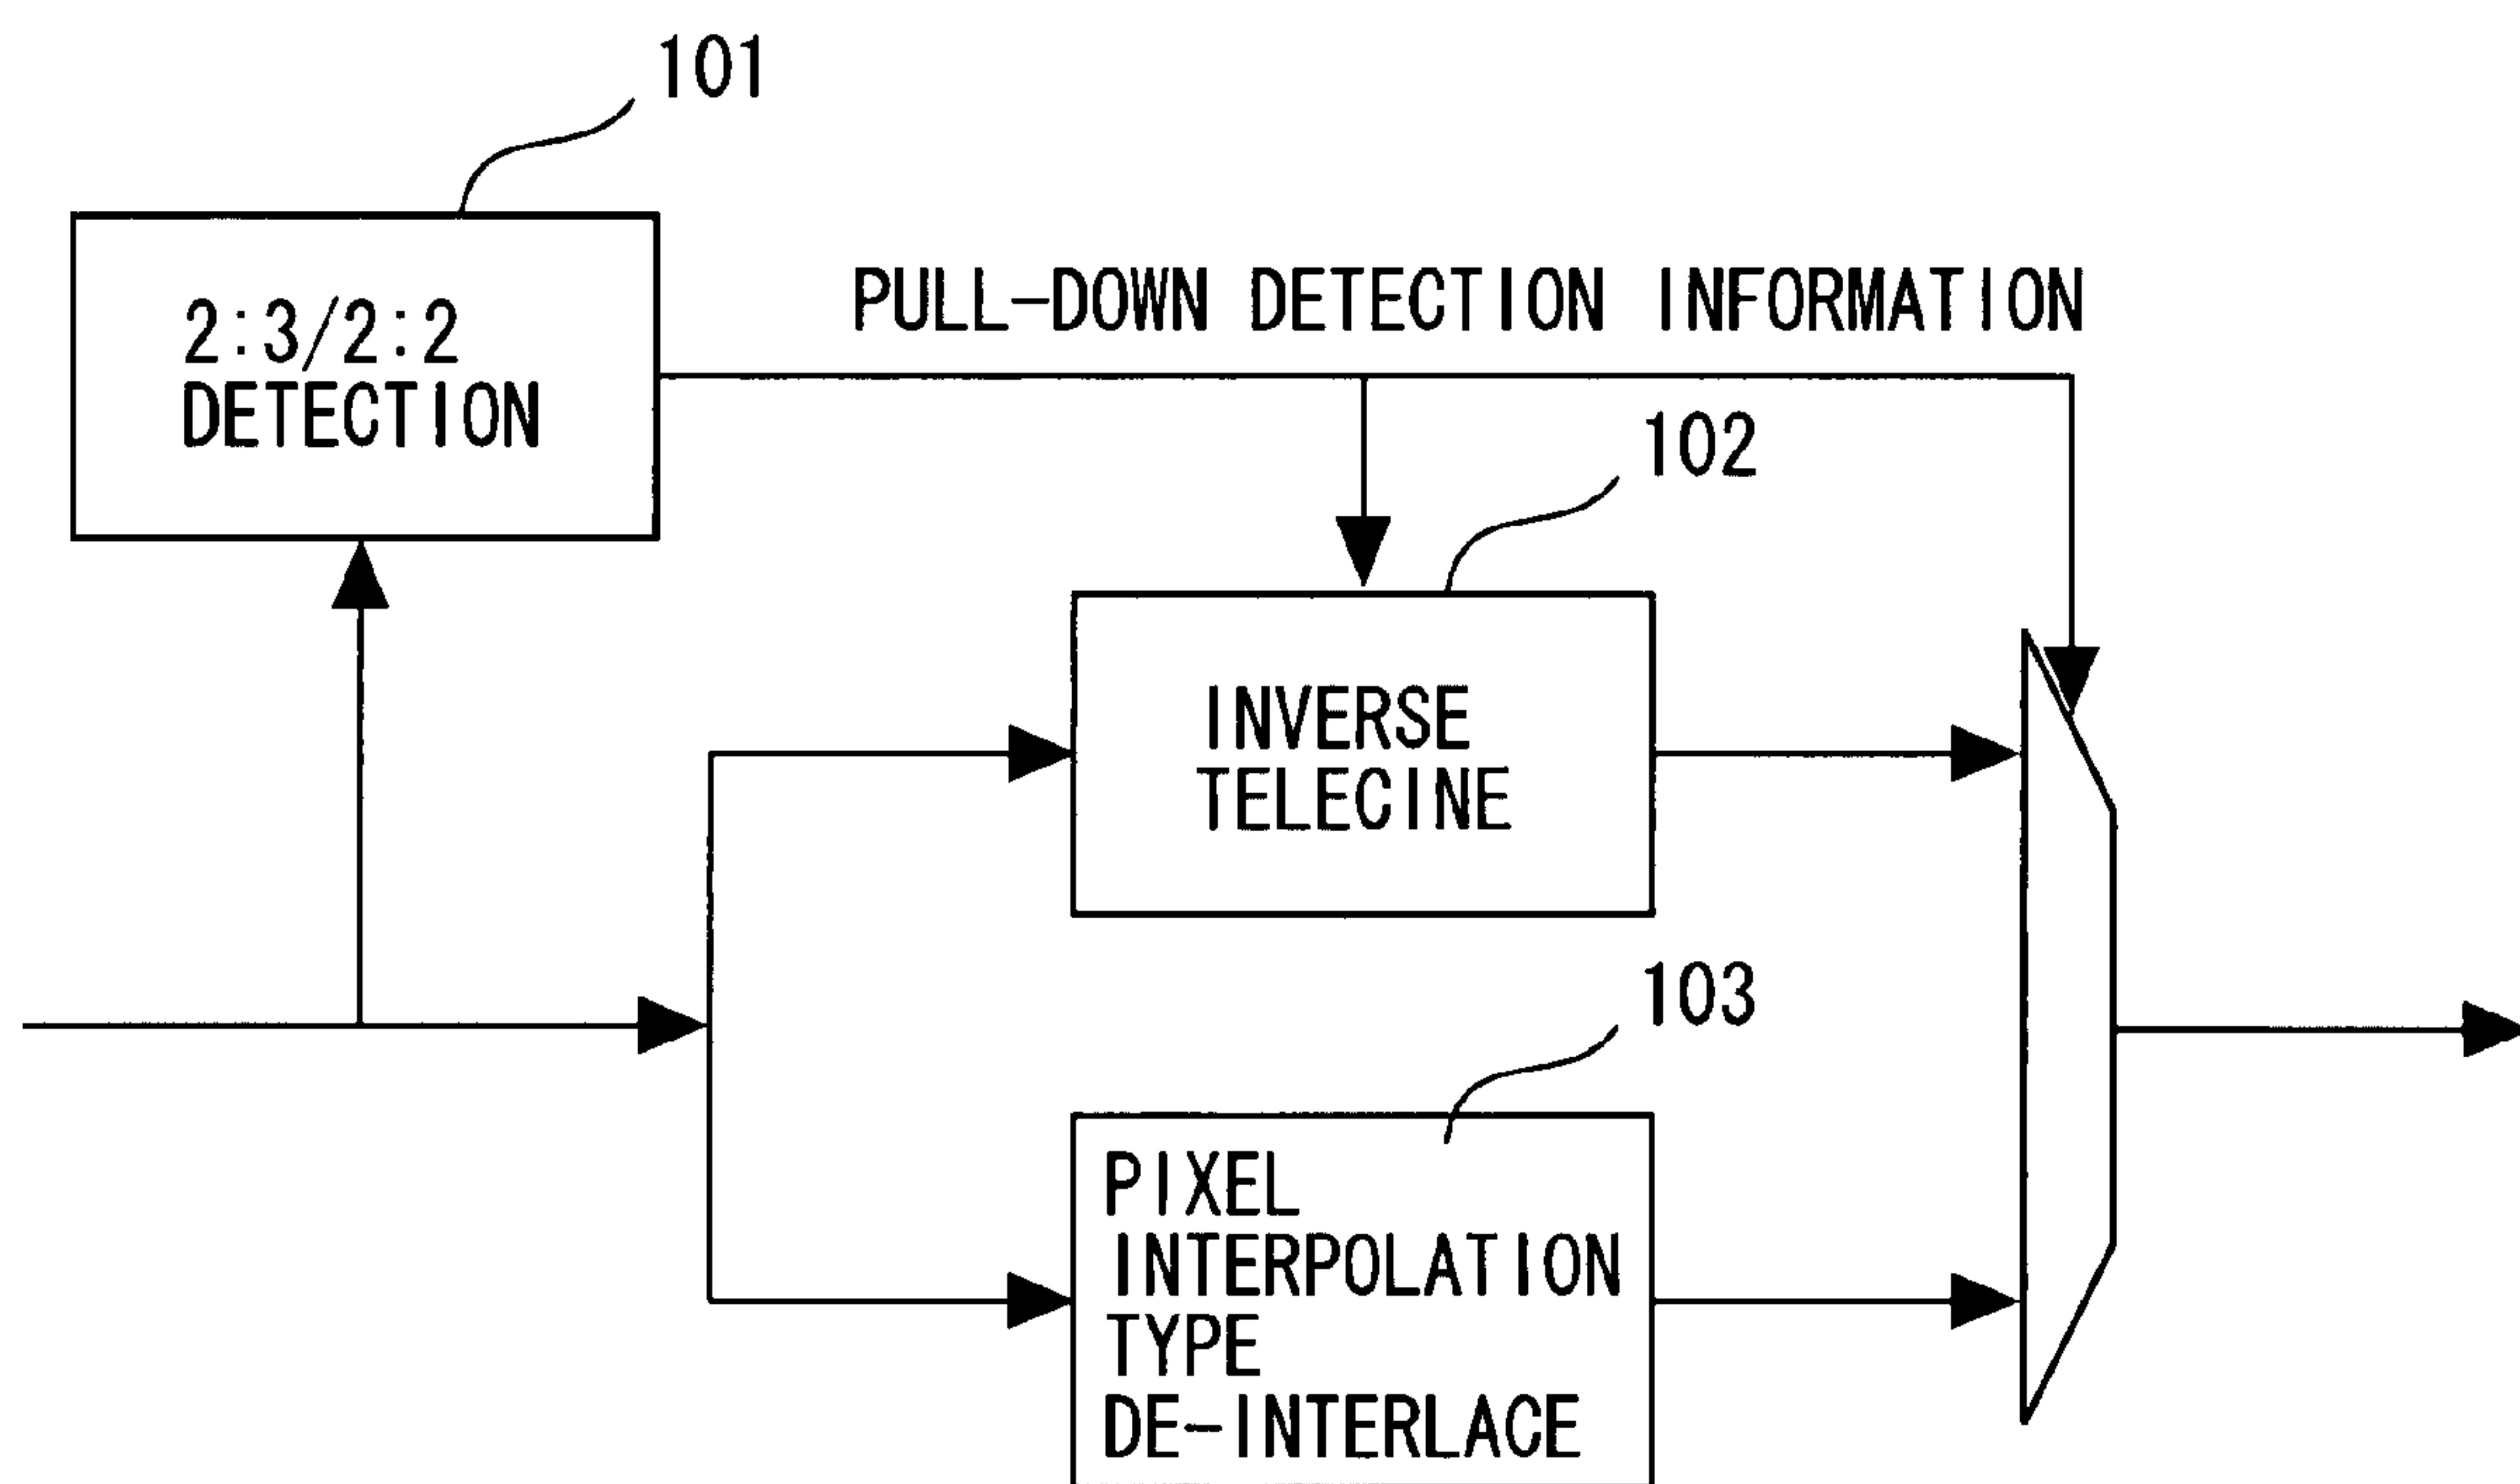 101
2:3/2:2
DETECTION
PULL-DOWN DETECTION INFORMATION
102
INVERSE
TELECINE
103
PIXEL
INTERPOLATION
TYPE
DE-INTERLACE